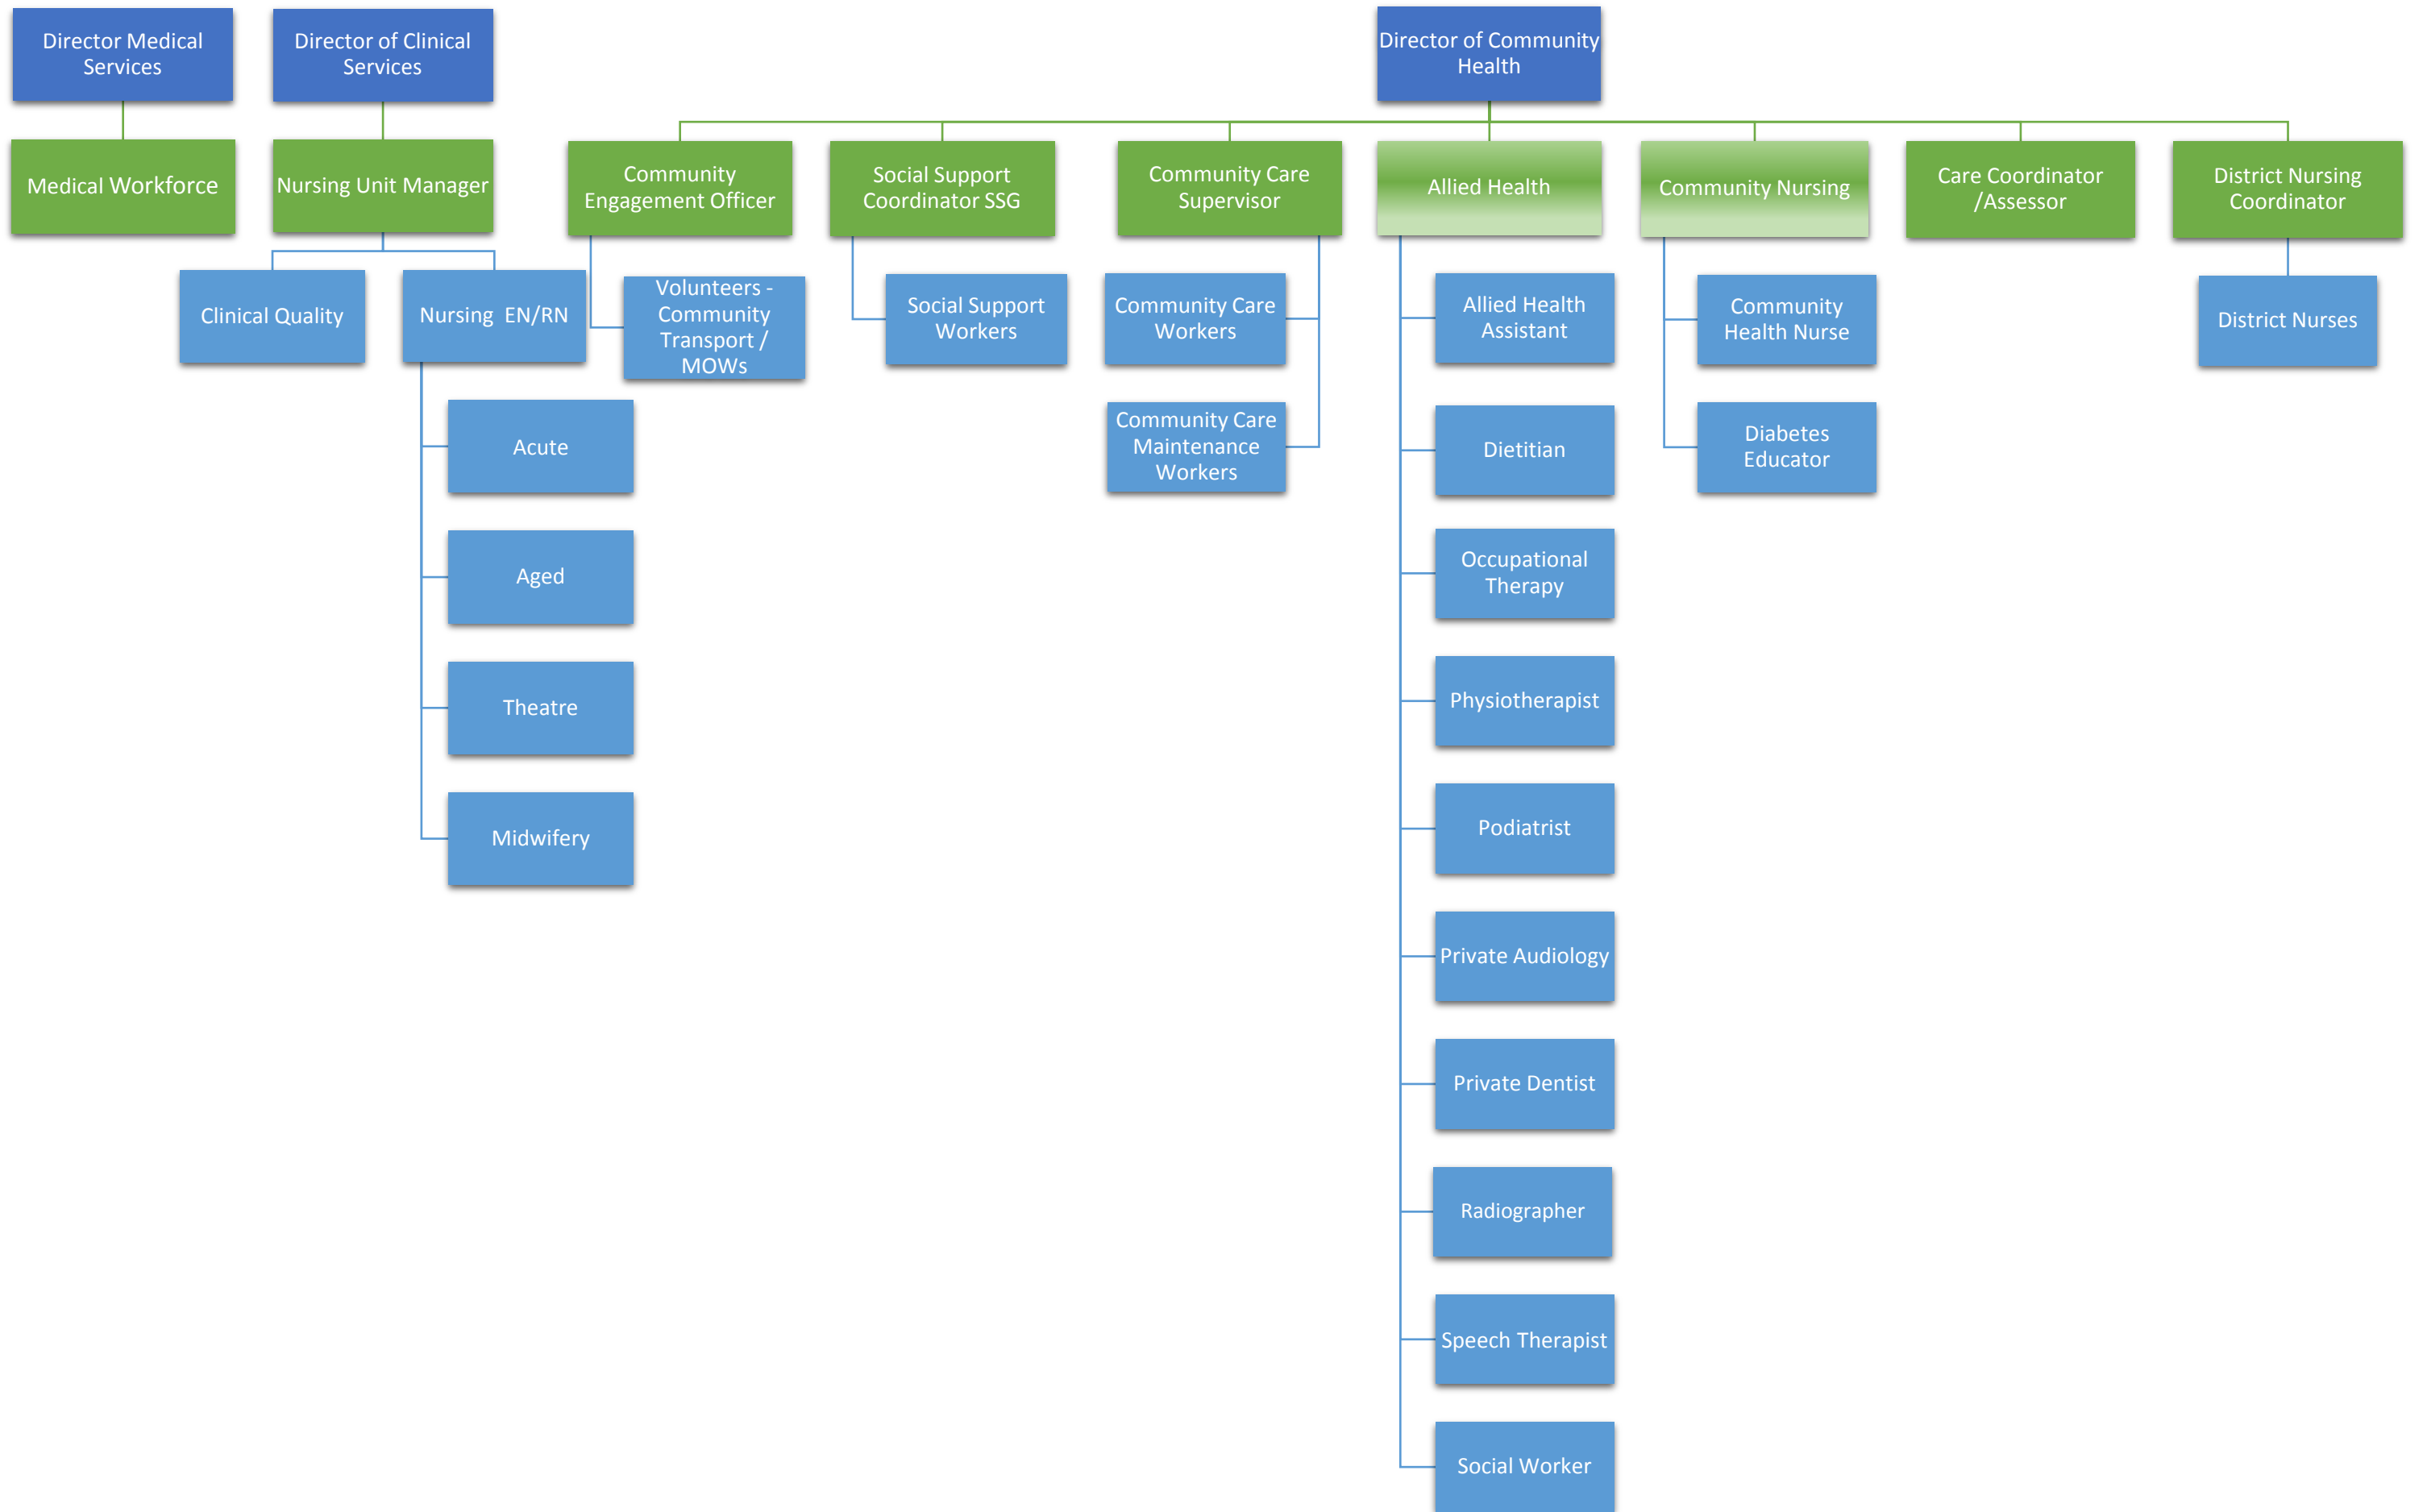 Director Medical
Services
Director of Clinical
Services
Director of Community
Health
Medical Workforce
Nursing Unit Manager
Community
Engagement Officer
Social Support
Coordinator SSG
Community Care
Supervisor
Allied Health
Community Nursing
Care Coordinator
/Assessor
District Nursing
Coordinator
Clinical Quality
Nursing EN/RN
Volunteers -
Community
Transport /
MOWs
Social Support
Workers
Community Care
Workers
Allied Health
Assistant
Community
Health Nurse
District Nurses
Acute
Community Care
Maintenance
Workers
Dietitian
Diabetes
Educator
Aged
Occupational
Therapy
Theatre
Physiotherapist
Midwifery
Podiatrist
Private Audiology
Private Dentist
Radiographer
Speech Therapist
Social Worker